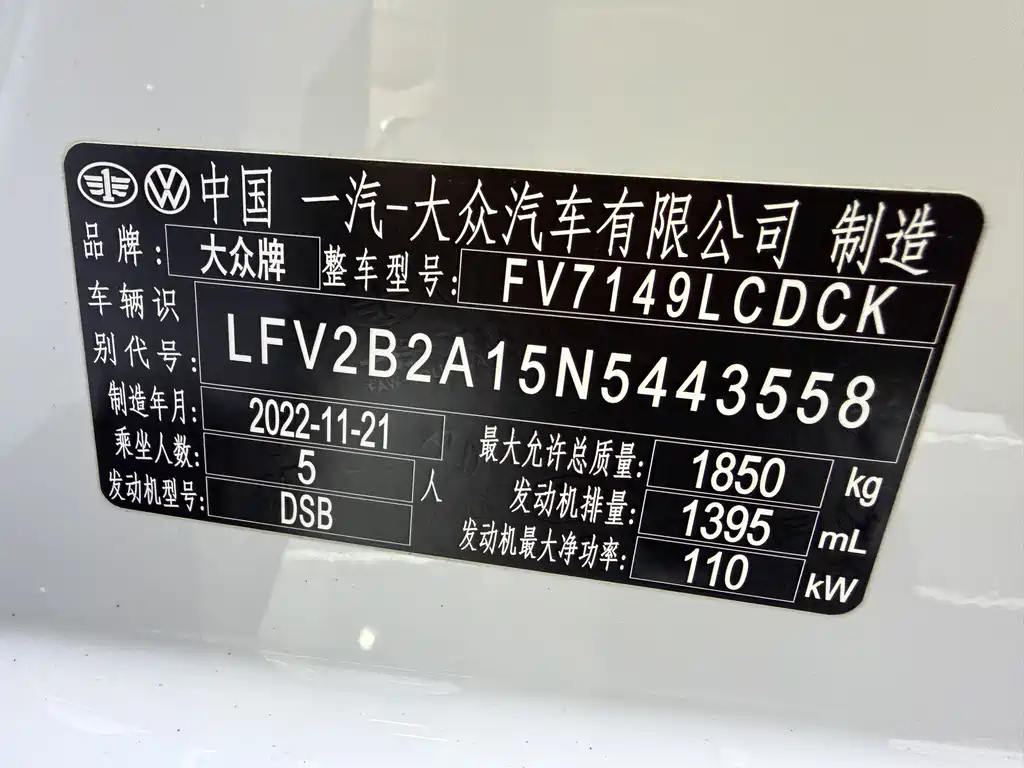 中国 一汽-大众汽车有限公司 制造
品牌: 大众牌 整车型号: FV7149LCDCK
车辆识别代号: LFV2B2A15N5443558
制造年月: 2022-11-21
乘坐人数: 5 人
发动机型号: DSB
最大允许总质量: 1850 kg
发动机排量: 1395 mL
发动机最大净功率: 110 kW